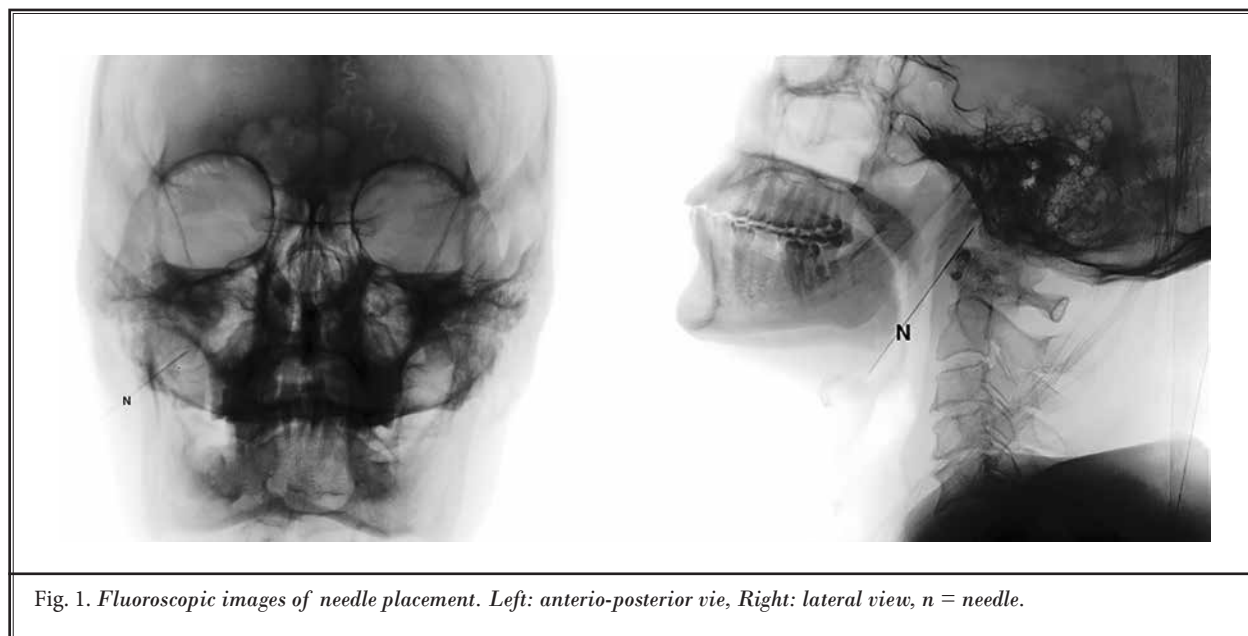 N
N
Fig. 1. Fluoroscopic images of needle placement. Left: anterio-posterior vie, Right: lateral view, n = needle.